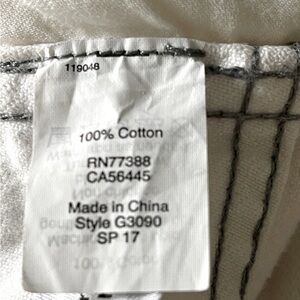 119048
100% Cotton
RN77388
CA56445
Made in China
Style G3090
SP 17